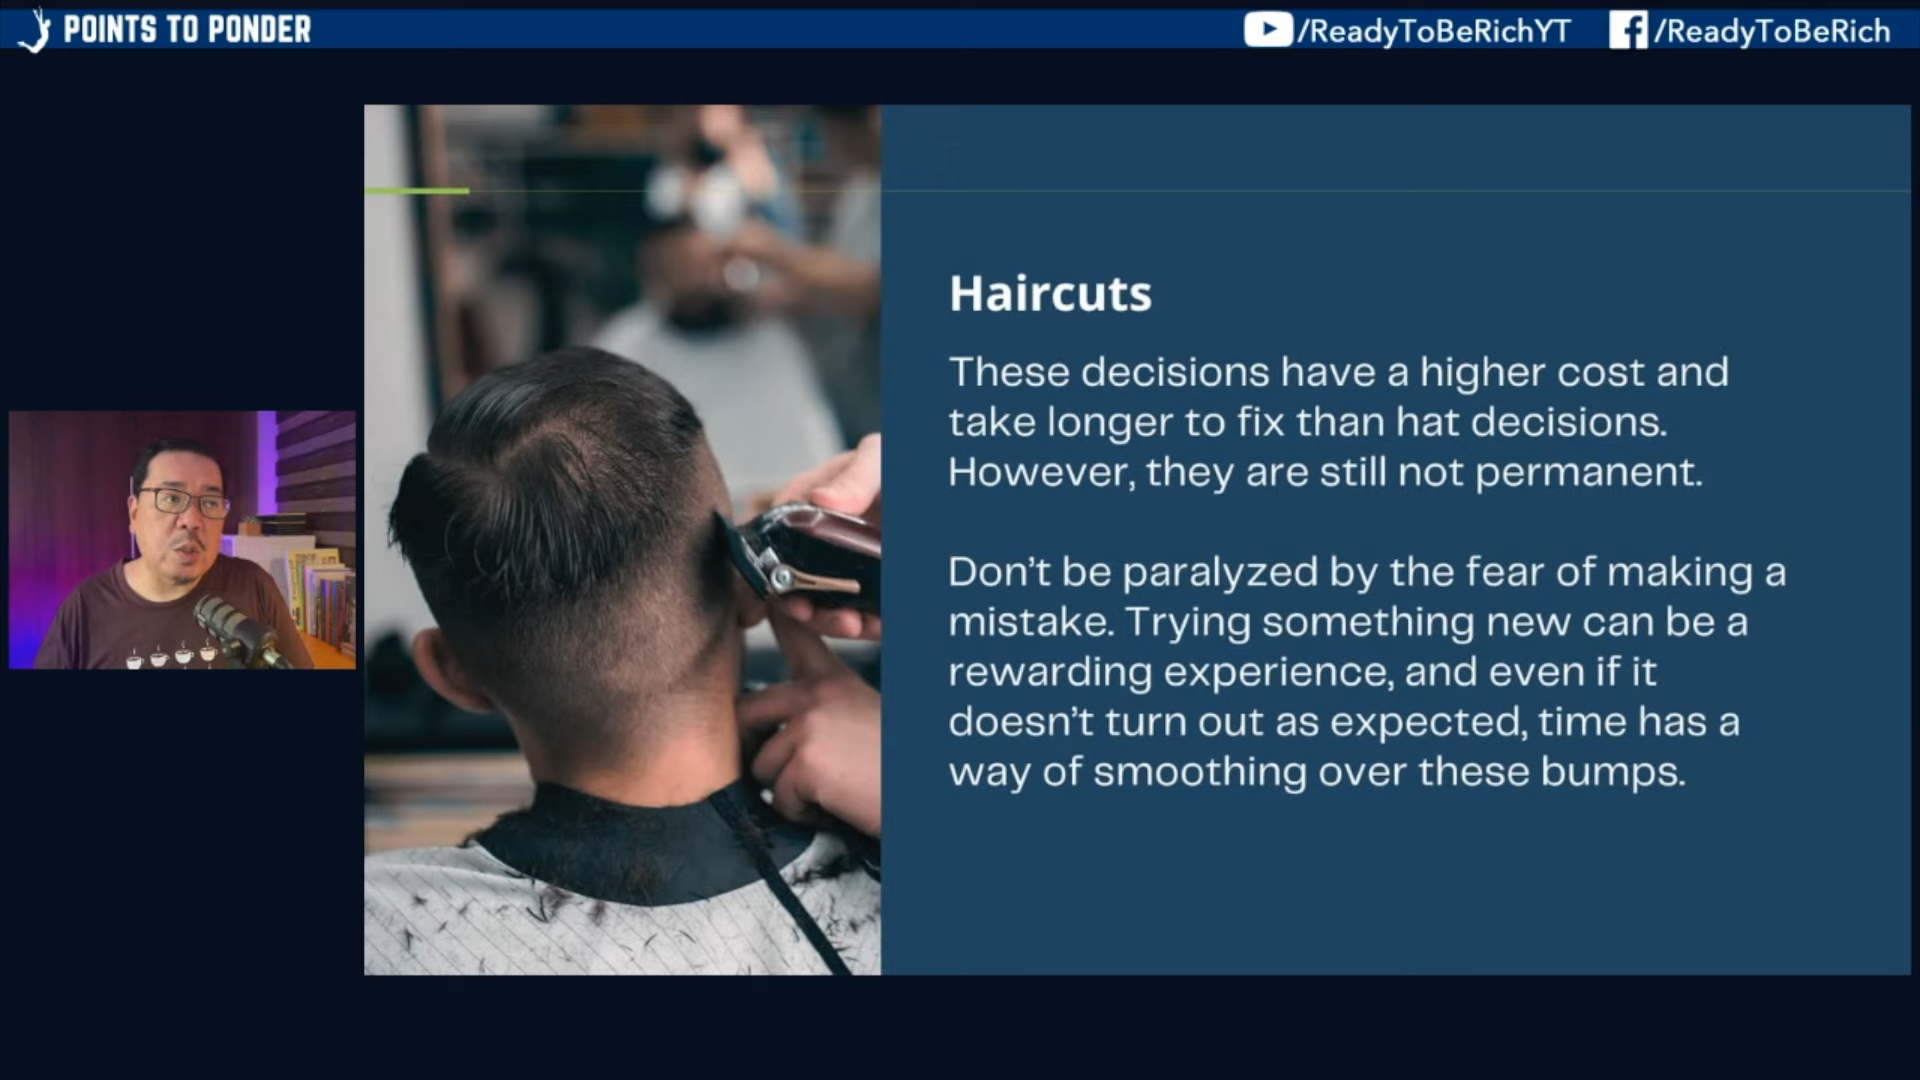 POINTS TO PONDER
/ReadyToBeRichYT
/ReadyToBeRich
Haircuts
These decisions have a higher cost and
take longer to fix than hat decisions.
However, they are still not permanent.
Don't be paralyzed by the fear of making a
mistake. Trying something new can be a
rewarding experience, and even if it
doesn't turn out as expected, time has a
way of smoothing over these bumps.